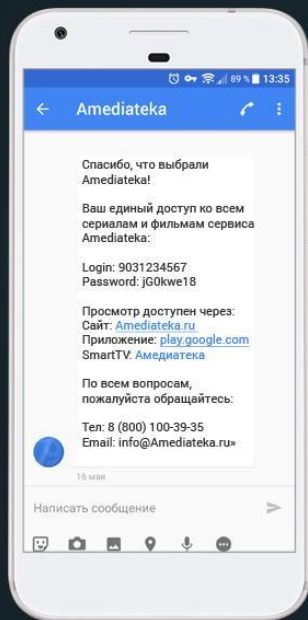 89 % 13:35
Amediateka
Спасибо, что выбрали
Amediateka!
Ваш единый доступ ко всем
сериалам и фильмам сервиса
Amediateka:
Login: 9031234567
Password: jG0kwe18
Просмотр доступен через:
Сайт: Amediateka.ru
Приложение: play.google.com
SmartTV: Амедиатека
По всем вопросам,
пожалуйста обращайтесь:
Тел: 8 (800) 100-39-35
Email: info@Amediateka.ru»
16 мая
Написать сообщение